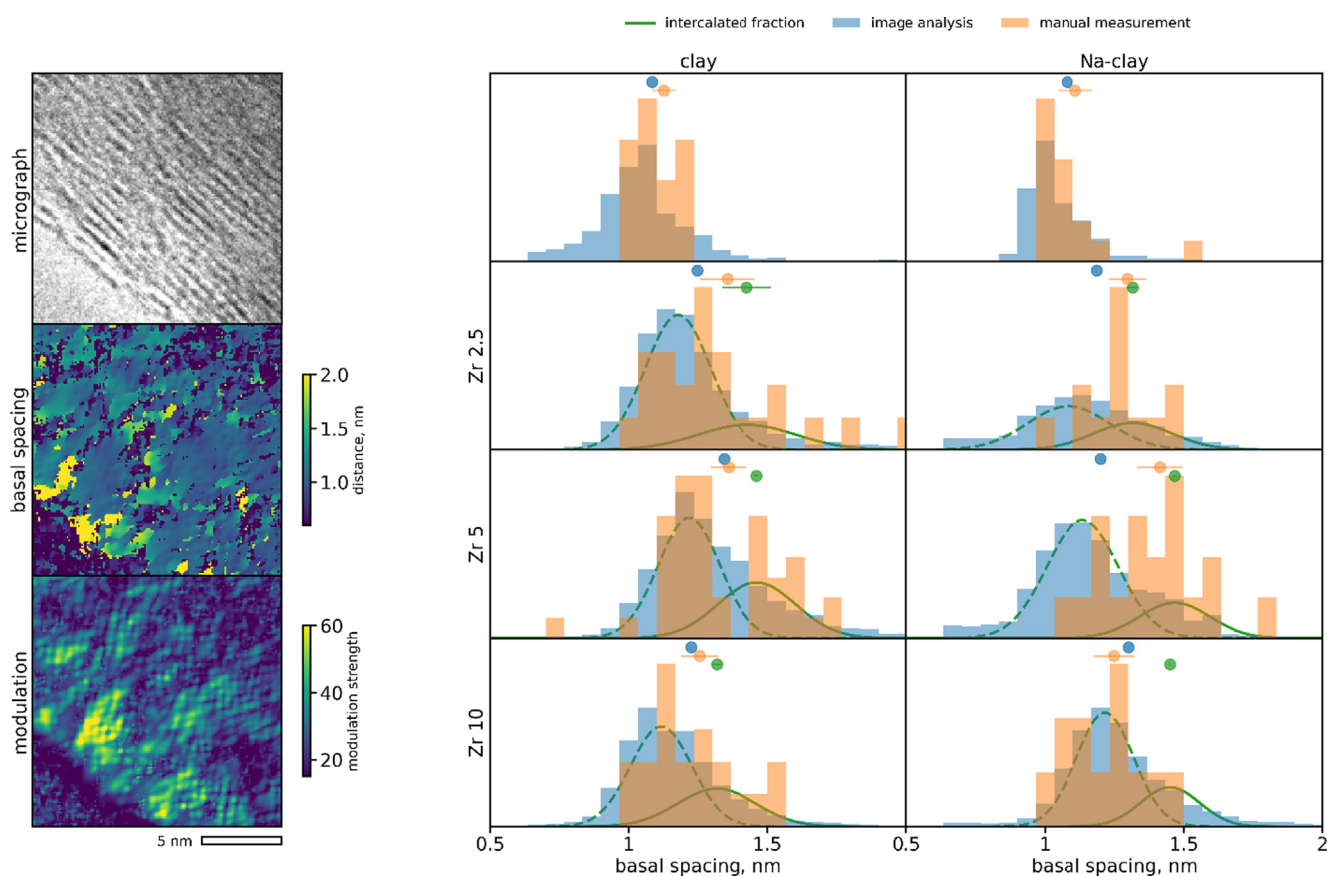 intercalated fraction image analysis manual measurement
clay Na-clay
micrograph
basal spacing
2.0
1.5
1.0
distance, nm
modulation
60
40
20
modulation strength
5 nm
Zr 2.5
Zr 5
Zr 10
0.5 1 1.5 0.5 1 1.5 2
basal spacing, nm basal spacing, nm